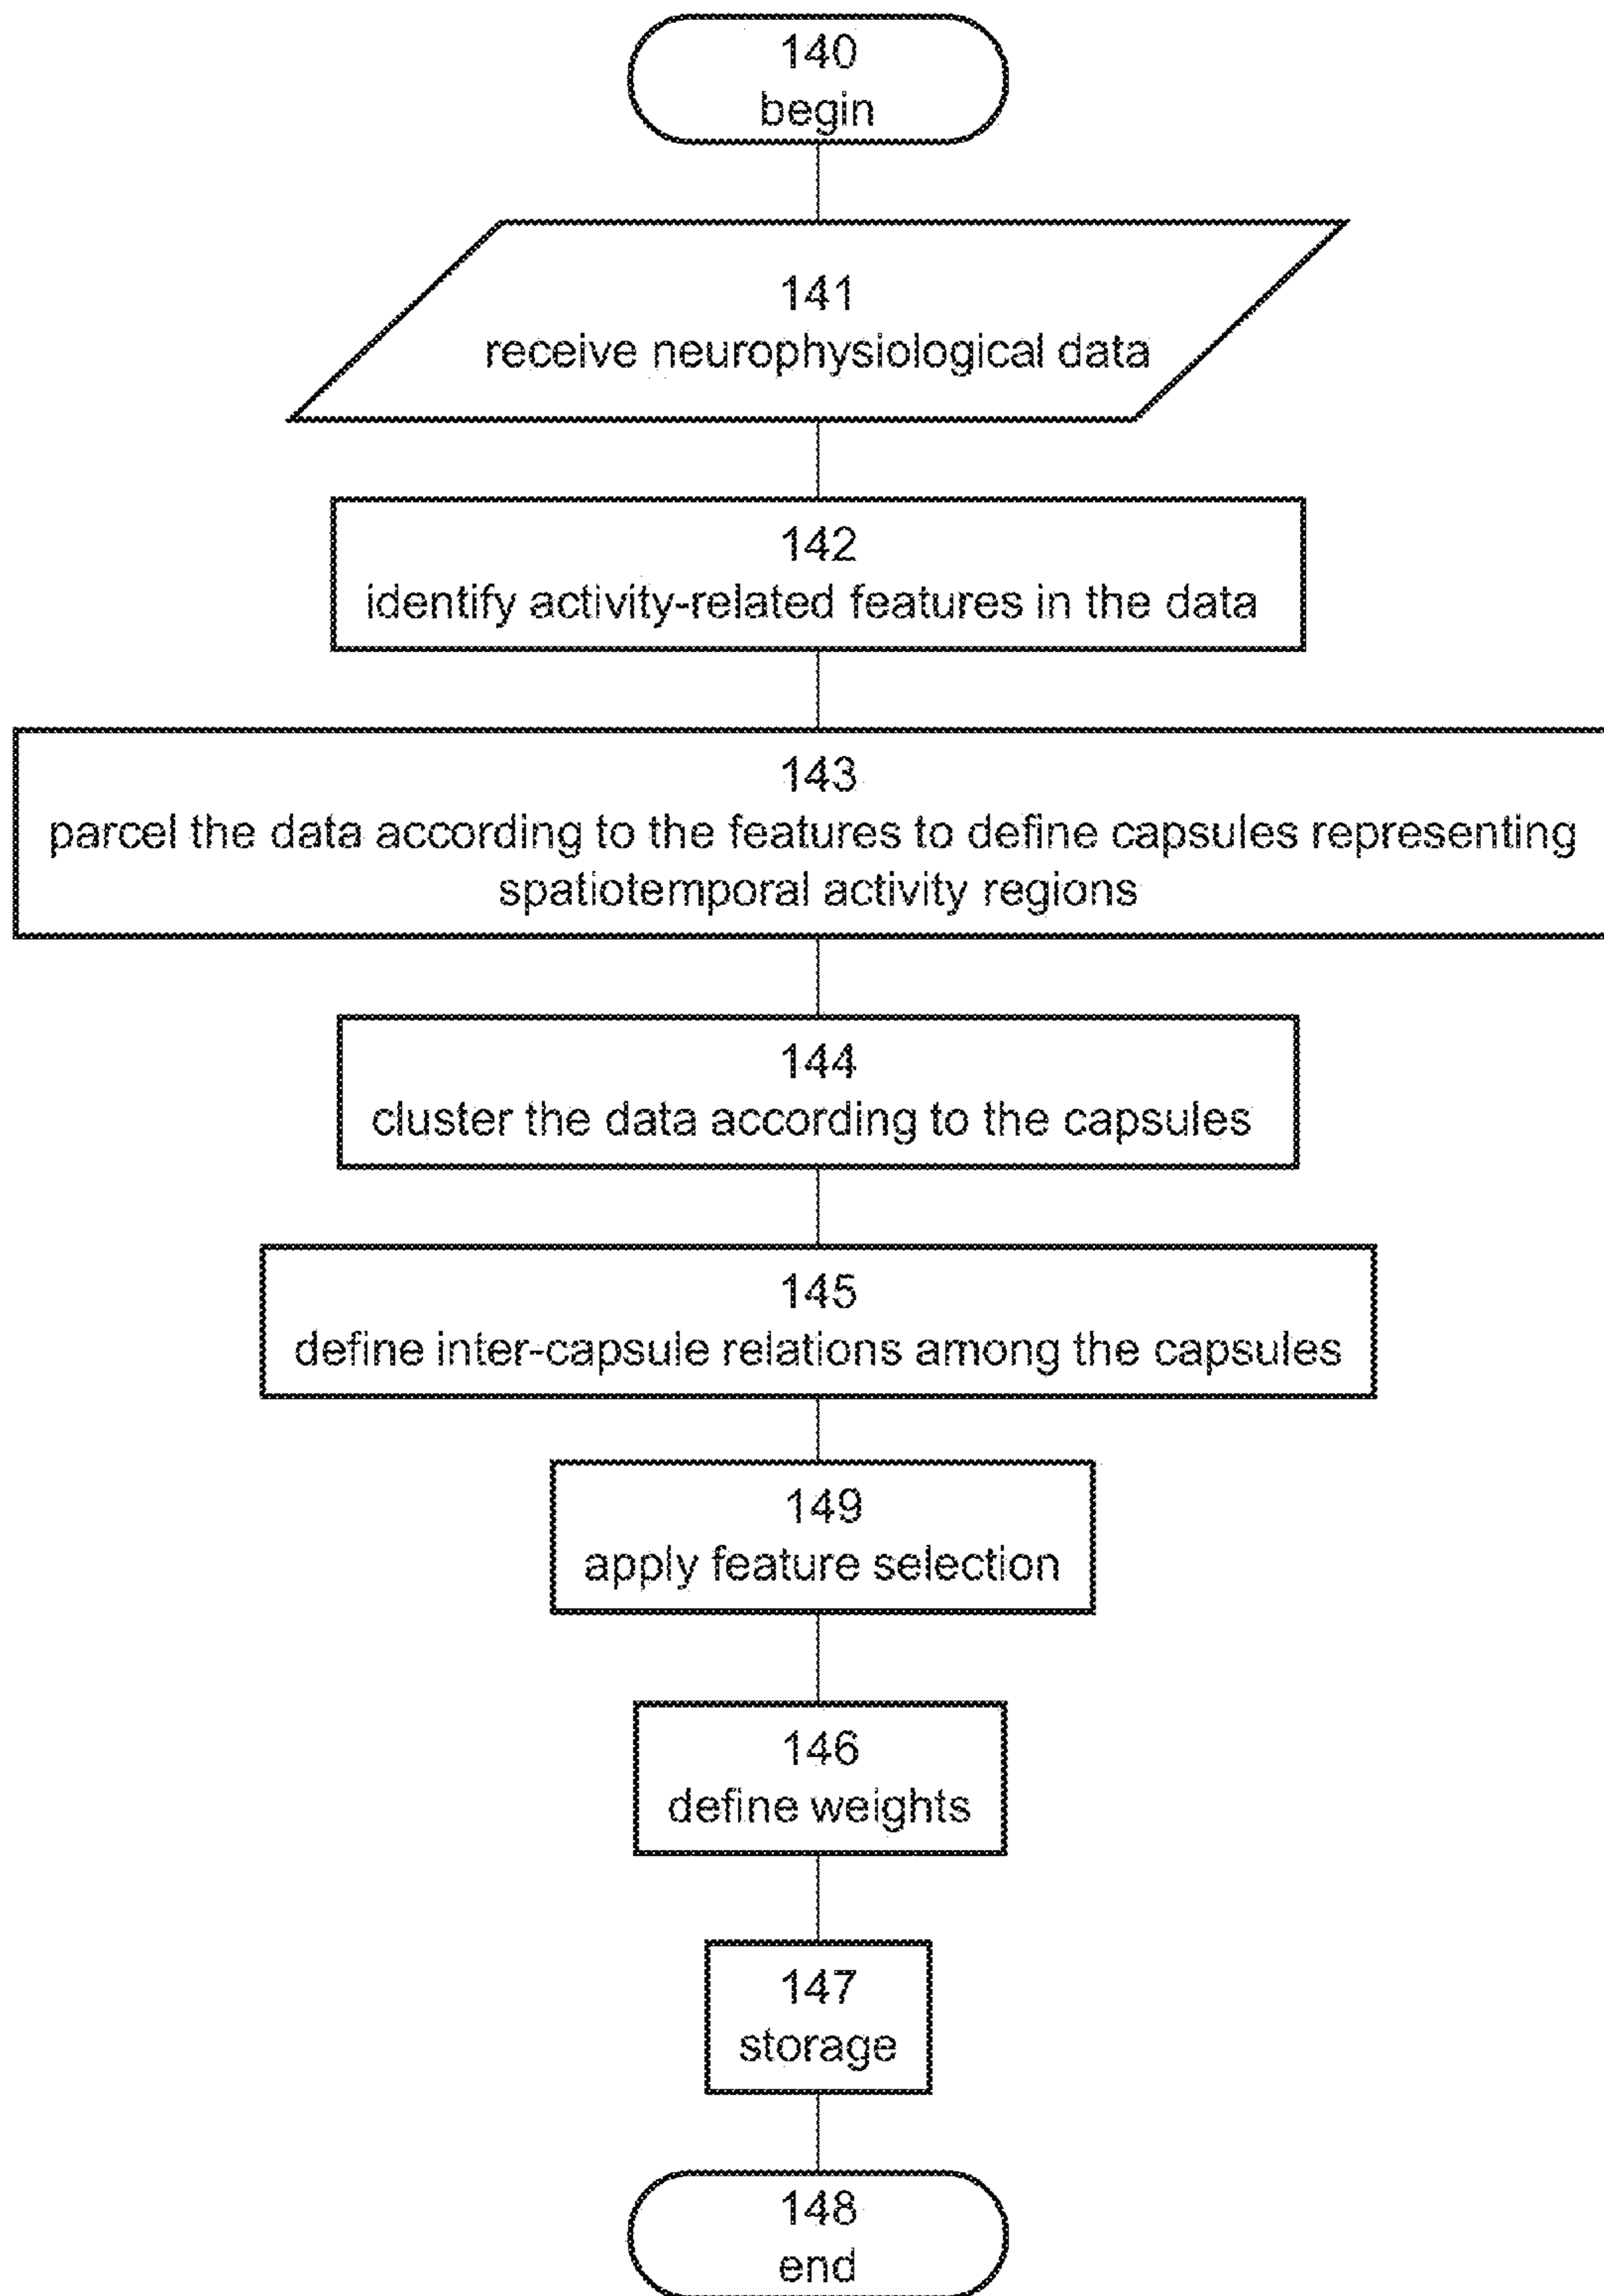 140
begin
141
receive neurophysiological data
142
identify activity-related features in the data
143
parcel the data according to the features to define capsules representing
spatiotemporal activity regions
144
cluster the data according to the capsules
145
define inter-capsule relations among the capsules
149
apply feature selection
146
define weights
147
storage
148
end